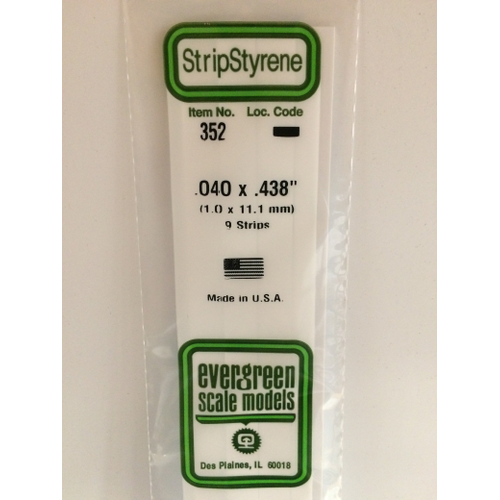 StripStyrene
Item No. Loc. Code
352
.040 x .438"
(1.0 x 11.1 mm)
9 Strips
Made in U.S.A.
evergreen
scale models
Des Plaines, IL 60018